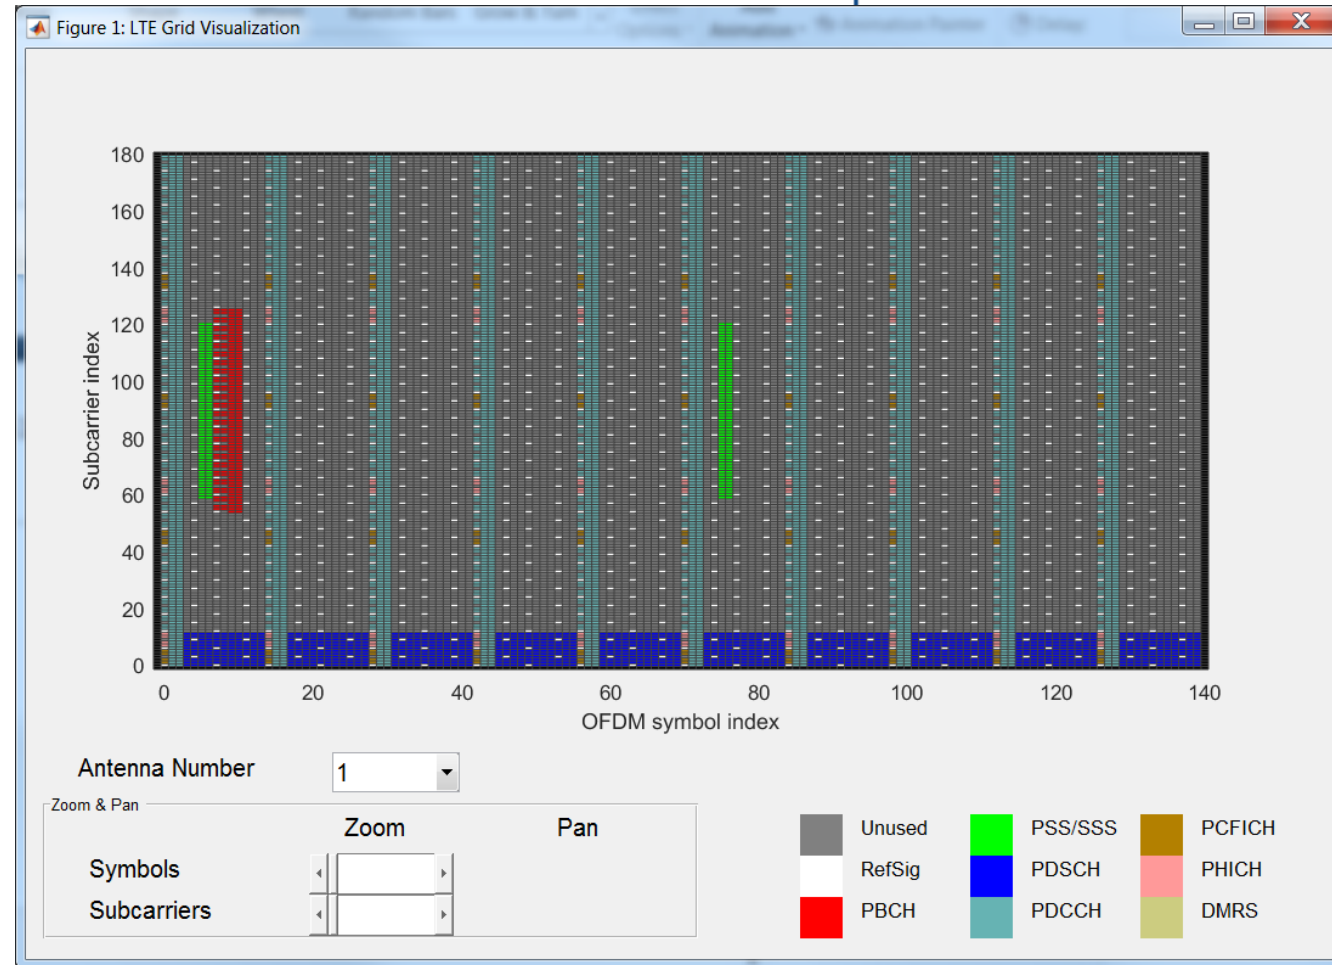 Figure 1: LTE Grid Visualization
180
160
140
120
100
80
60
40
20
0
Subcarrier index
0 20 40 60 80 100 120 140
OFDM symbol index
Antenna Number 1
Zoom & Pan
Zoom Pan
Symbols
Subcarriers
Unused PSS/SSS PCFICH
RefSig PDSCH PHICH
PBCH PDCCH DMRS